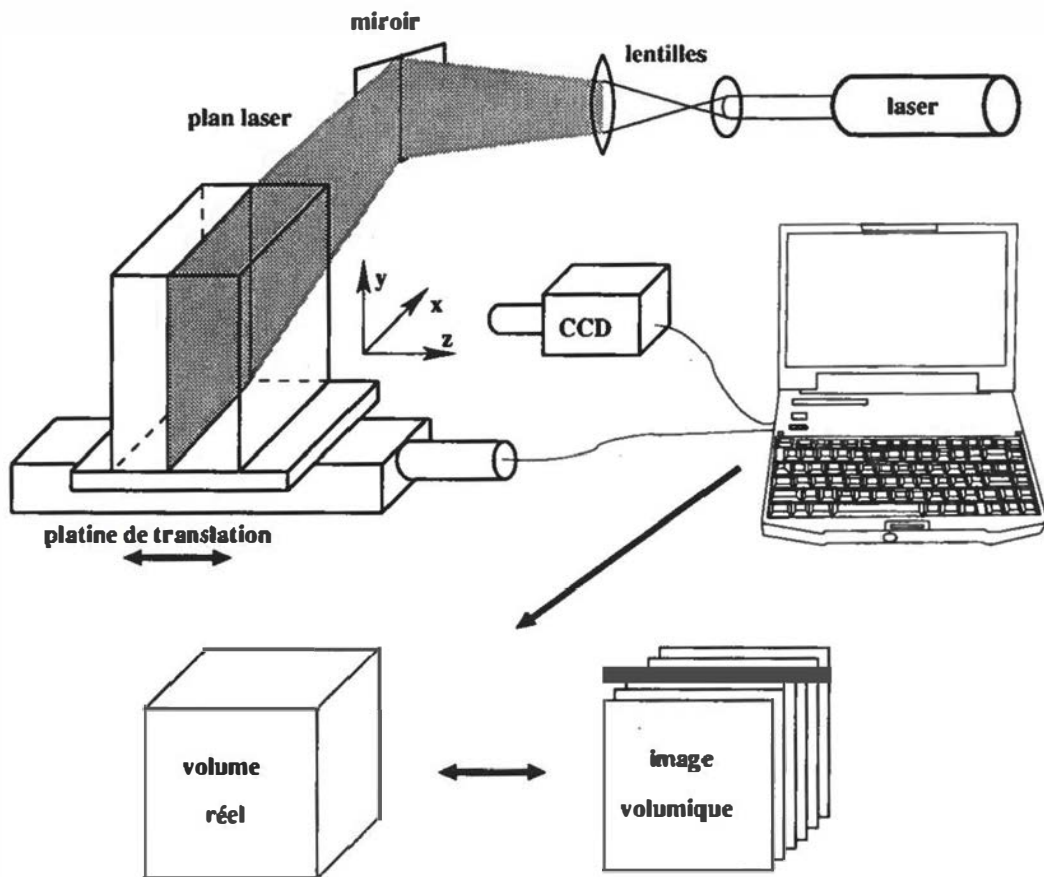 miroir
lentilles
laser
plan laser
y
x
z
CCD
platine de translation
volume
réel
image
volumique